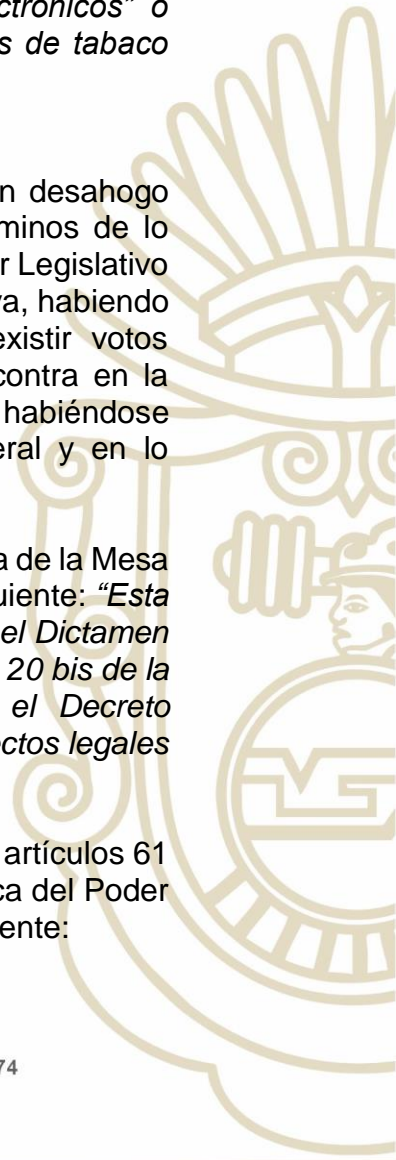 ctrónicos" o
s de tabaco
n desahogo
minos de lo
r Legislativo
va, habiendo
existir votos
contra en la
habiéndose
eral y en lo
a de la Mesa
uiente: “Esta
el Dictamen
20 bis de la
el Decreto
ectos legales
artículos 61
ca del Poder
ente:
74